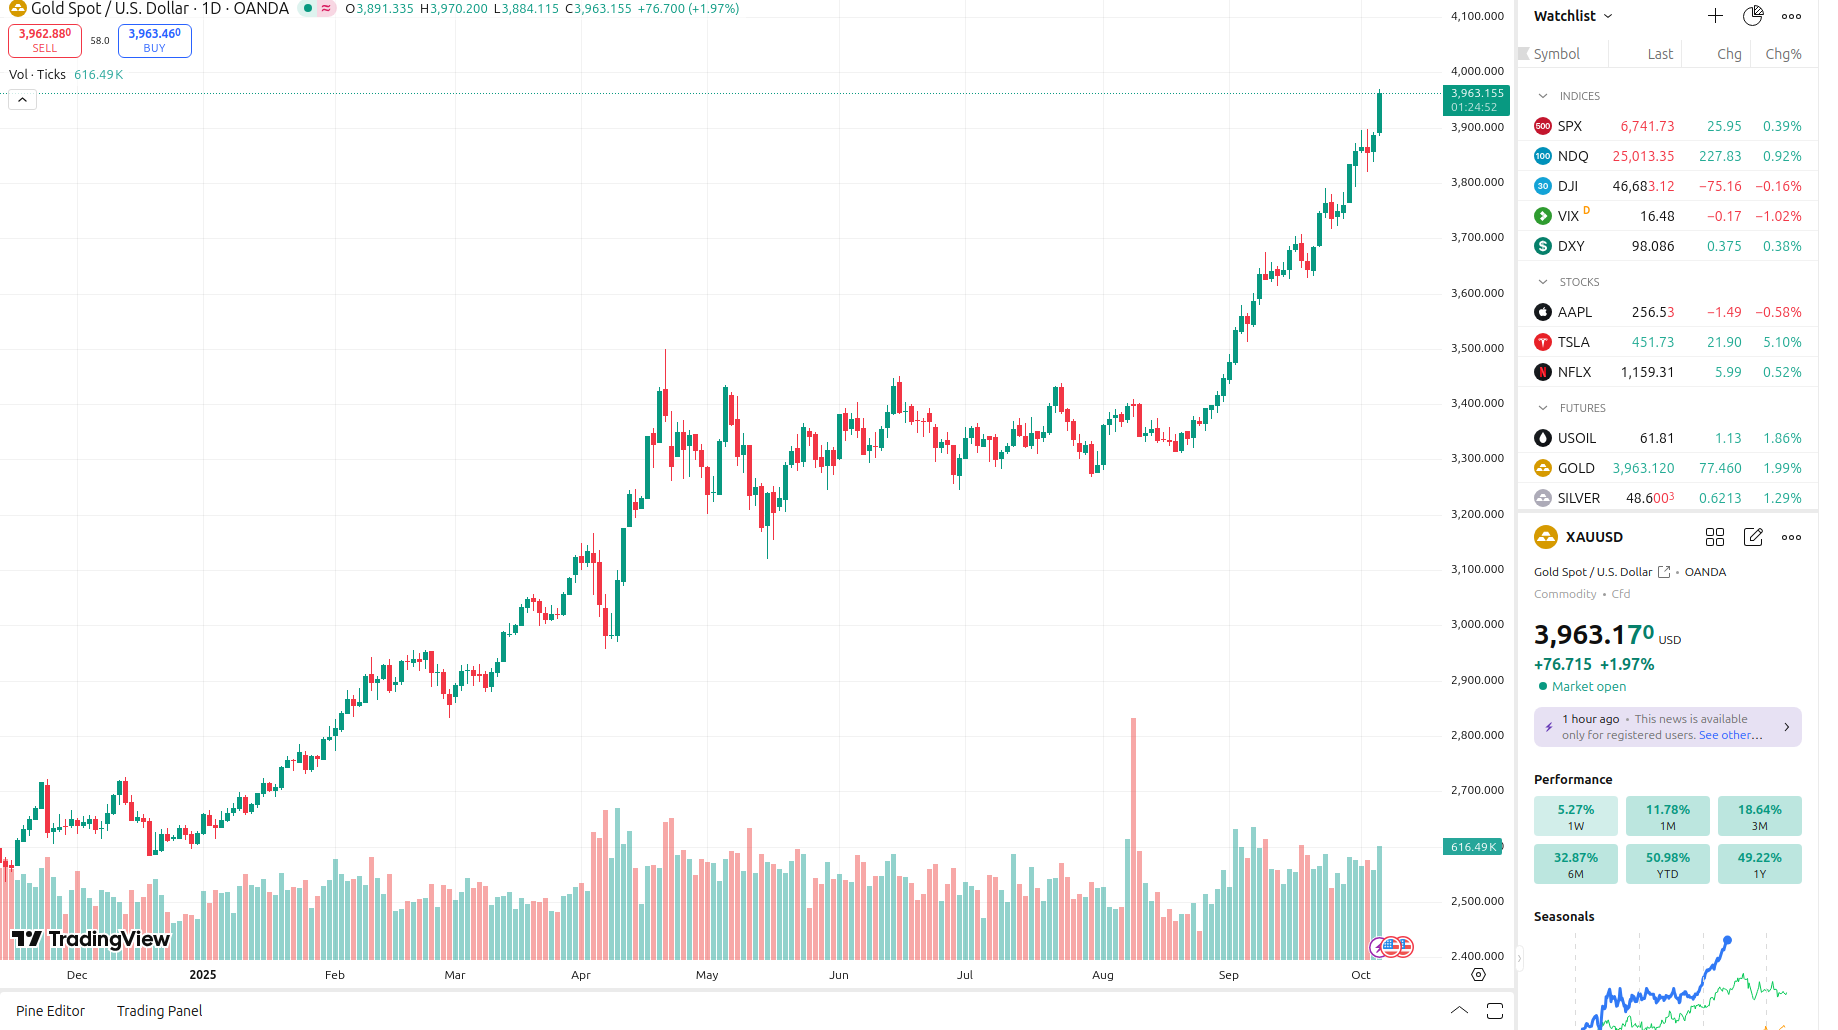 Gold Spot / U.S. Dollar · 1D · OANDA O3,891.335 H3,970.200 L3,884.115 C3,963.155 +76.700 (+1.97%)
3,962.880 SELL 58.0 3,963.460 BUY
Vol · Ticks 616.49K
4,100.000
4,000.000
3,963.155
01:24:52
3,900.000
3,800.000
3,700.000
3,600.000
3,500.000
3,400.000
3,300.000
3,200.000
3,100.000
3,000.000
2,900.000
2,800.000
2,700.000
616.49K
2,500.000
2,400.000
TradingView
Dec 2025 Feb Mar Apr May Jun Jul Aug Sep Oct
Pine Editor Trading Panel
Watchlist
Symbol Last Chg Chg%
INDICES
500 SPX 6,741.73 25.95 0.39%
100 NDQ 25,013.35 227.83 0.92%
30 DJI 46,683.12 −75.16 −0.16%
VIX D 16.48 −0.17 −1.02%
$ DXY 98.086 0.375 0.38%
STOCKS
AAPL 256.53 −1.49 −0.58%
TSLA 451.73 21.90 5.10%
N NFLX 1,159.31 5.99 0.52%
FUTURES
USOIL 61.81 1.13 1.86%
GOLD 3,963.120 77.460 1.99%
SILVER 48.6003 0.6213 1.29%
XAUUSD
Gold Spot / U.S. Dollar • OANDA
Commodity • Cfd
3,963.170 USD
+76.715 +1.97%
Market open
1 hour ago • This news is available
only for registered users. See other...
Performance
5.27% 11.78% 18.64%
1W 1M 3M
32.87% 50.98% 49.22%
6M YTD 1Y
Seasonals